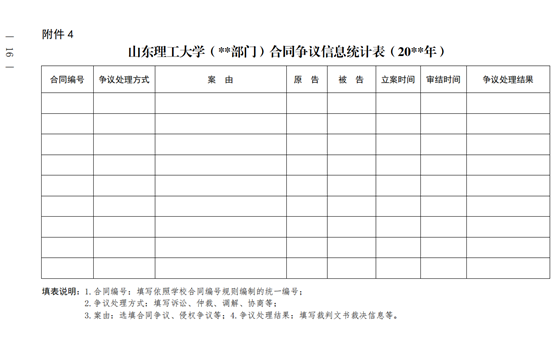 附件 4
— 16 —
山东理工大学（**部门）合同争议信息统计表（20**年）
合同编号 争议处理方式 案 由 原 告 被 告 立案时间 审结时间 争议处理结果
填表说明：1.合同编号：填写依照学校合同编号规则编制的统一编号；
2.争议处理方式：填写诉讼、仲裁、调解、协商等；
3.案由：选填合同争议、侵权争议等；4.争议处理结果：填写裁判文书裁决信息等。